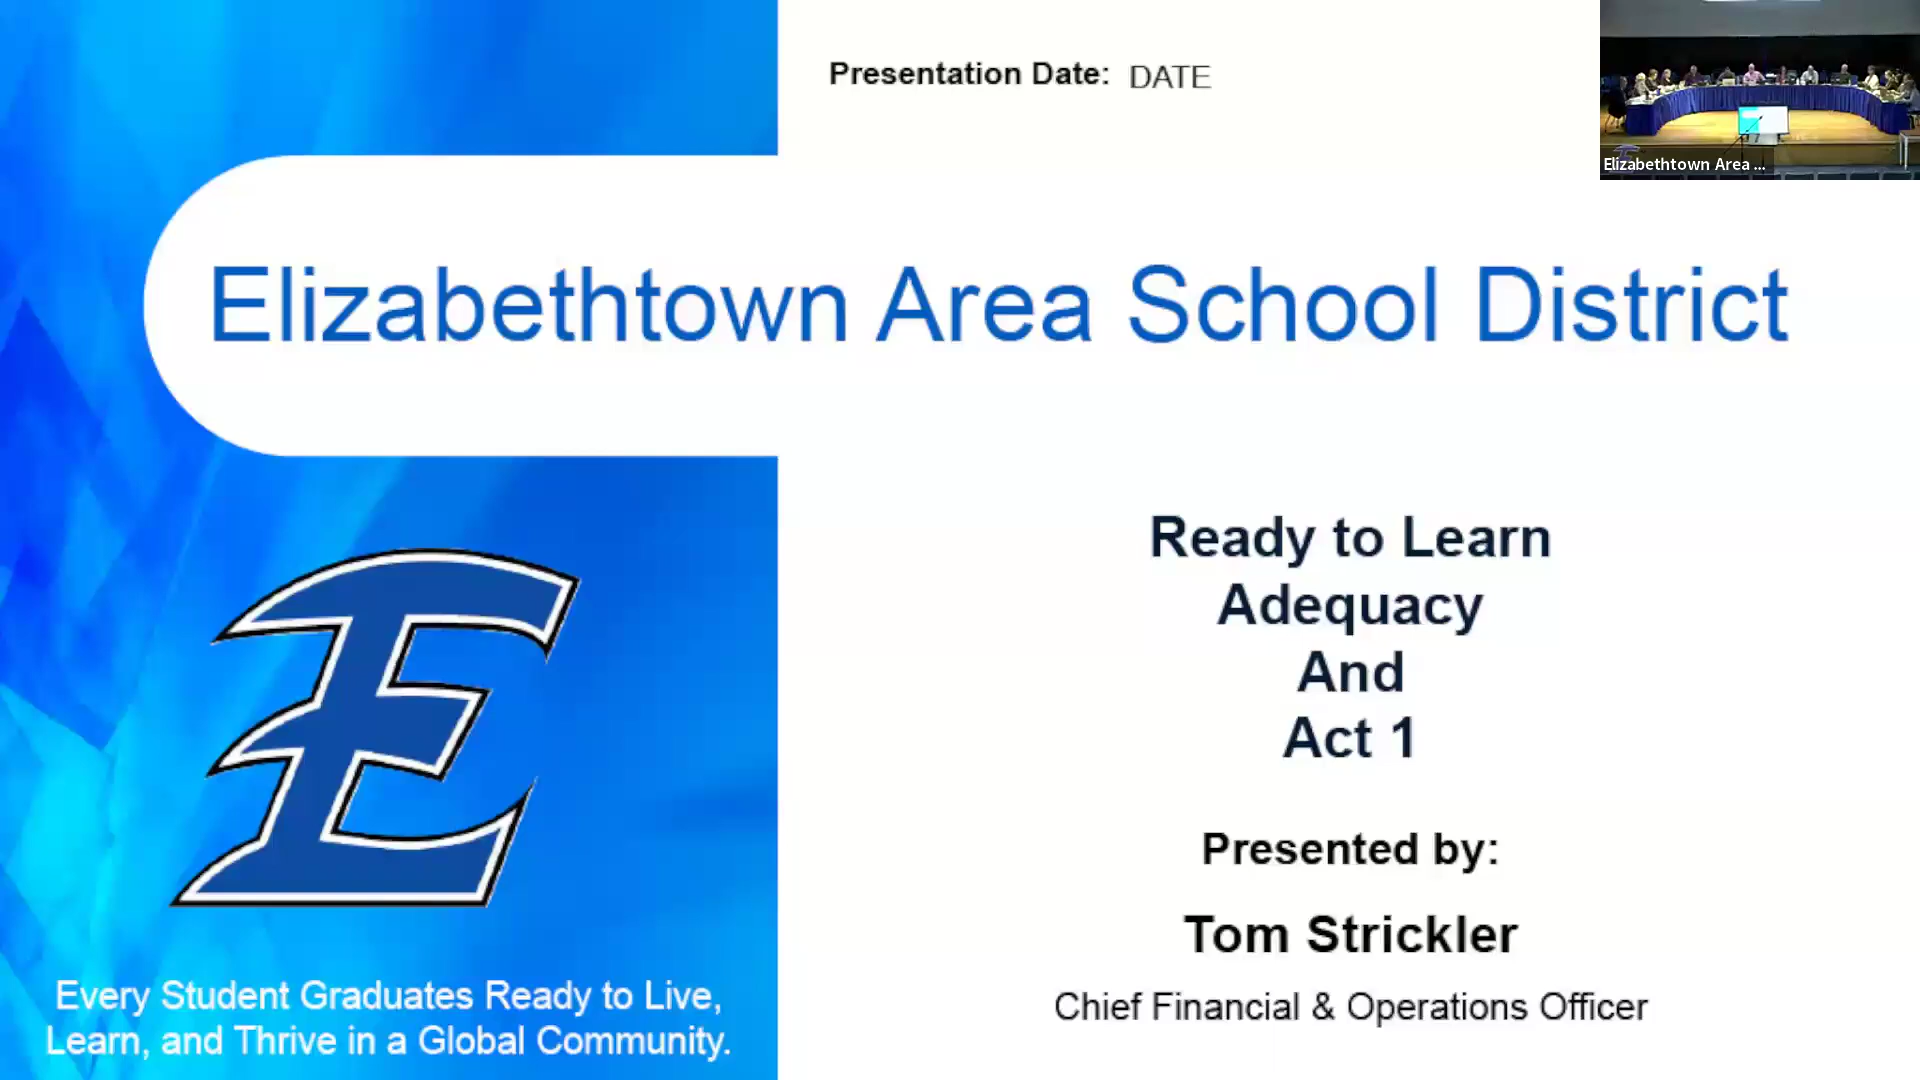 Presentation Date: DATE
Elizabethtown Area ...
Elizabethtown Area School District
Ready to Learn
Adequacy
And
Act 1
Presented by:
Tom Strickler
Chief Financial & Operations Officer
E
Every Student Graduates Ready to Live,
Learn, and Thrive in a Global Community.